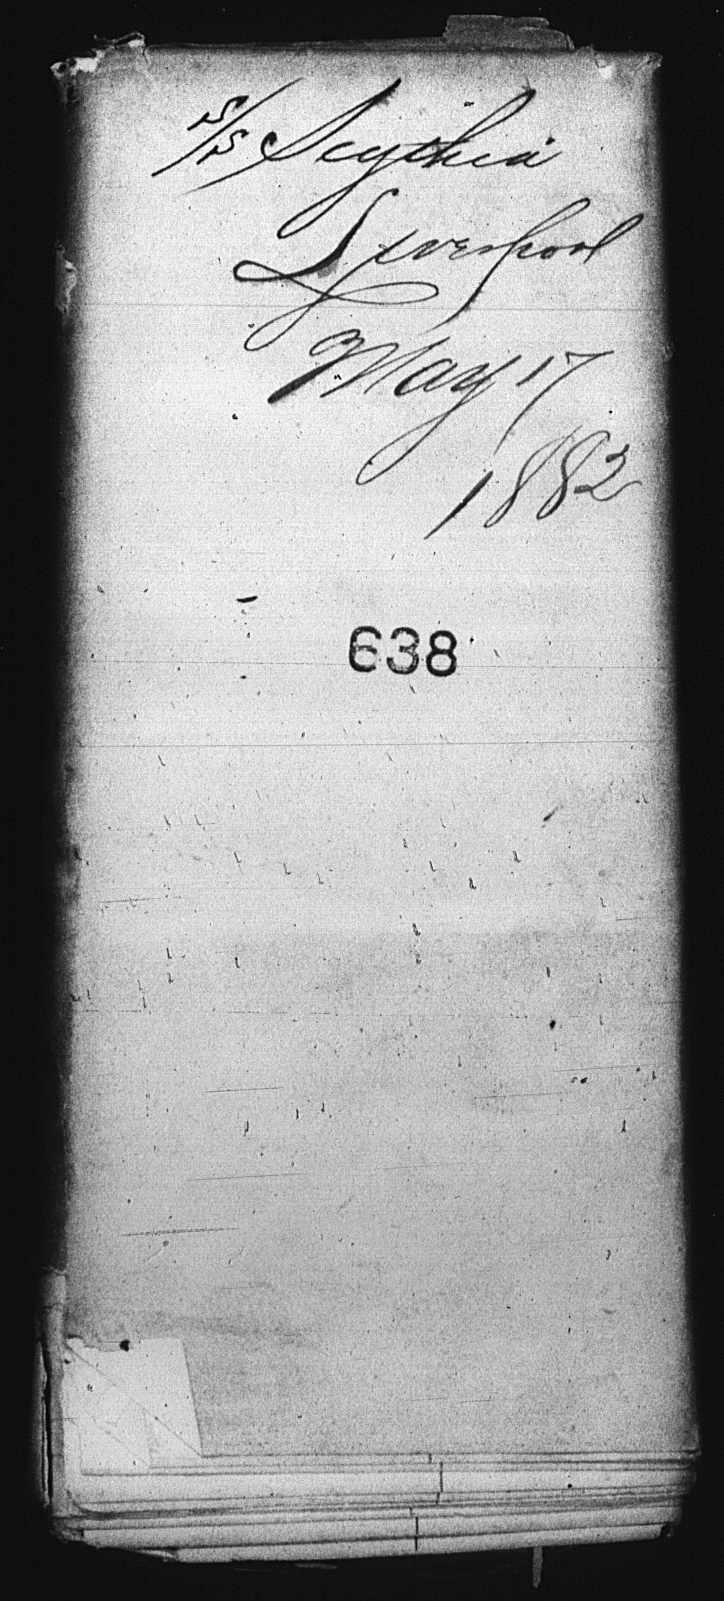 S/S Scythia
Liverpool
May 17
1882
638